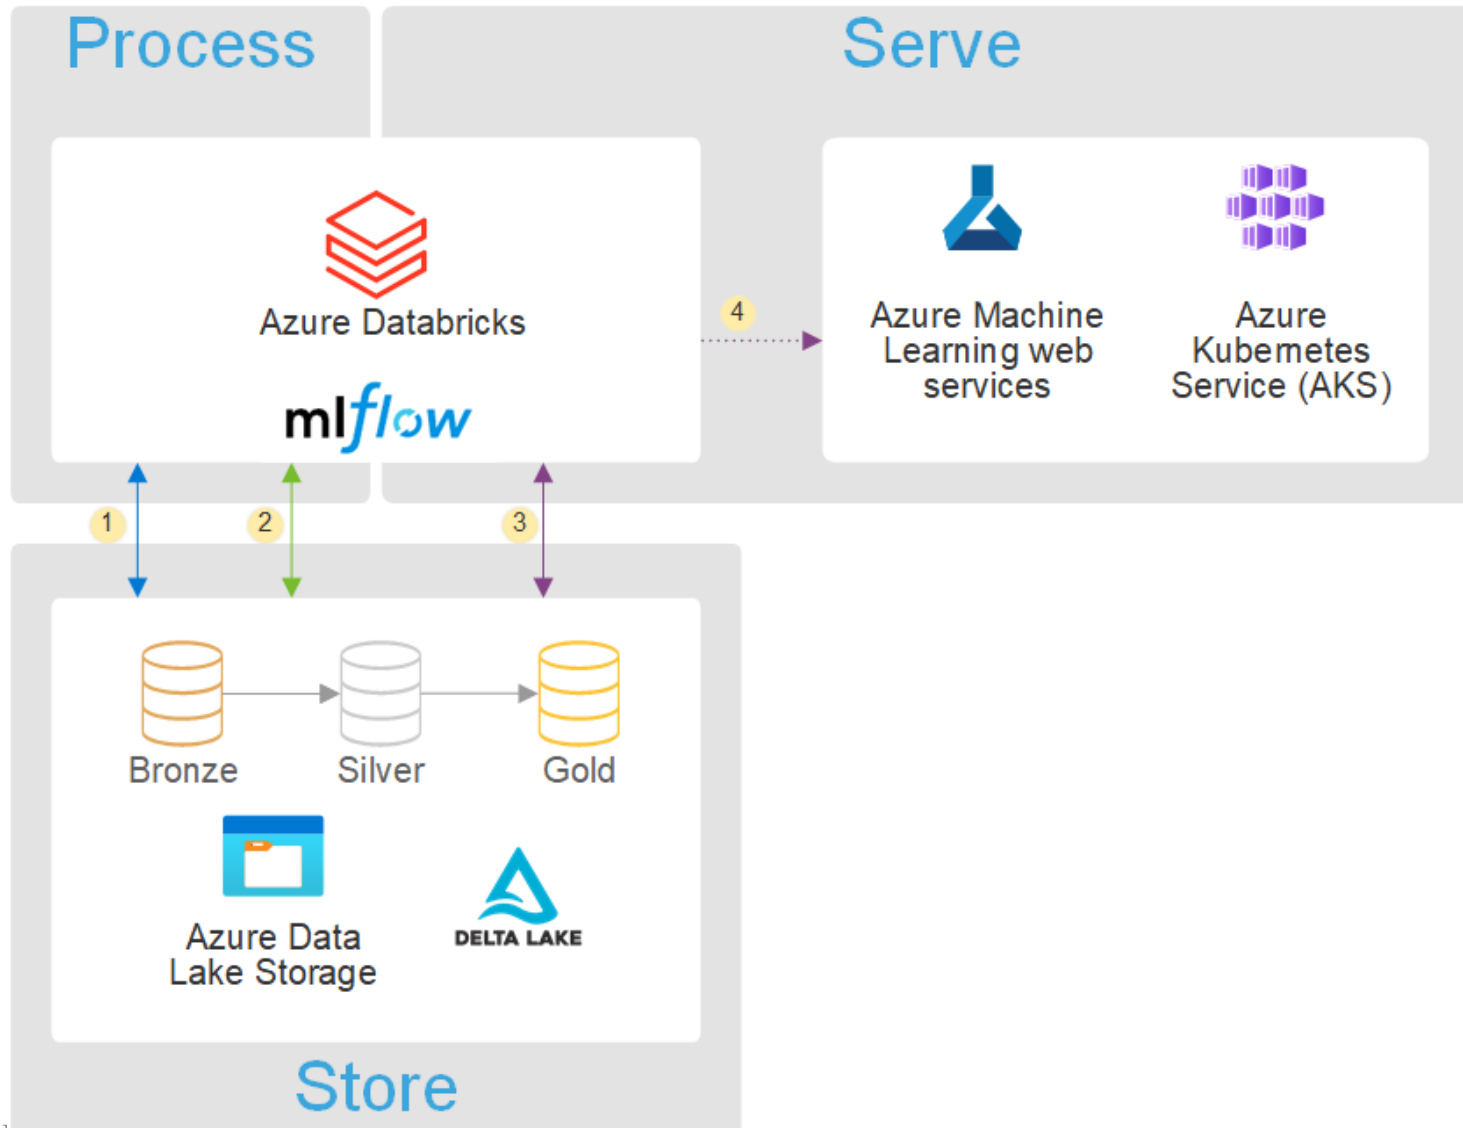 Process
Serve
Azure Databricks
mlflow
4
Azure Machine
Learning web
services
Azure
Kubernetes
Service (AKS)
1
2
3
Bronze
Silver
Gold
Azure Data
Lake Storage
DELTA LAKE
Store